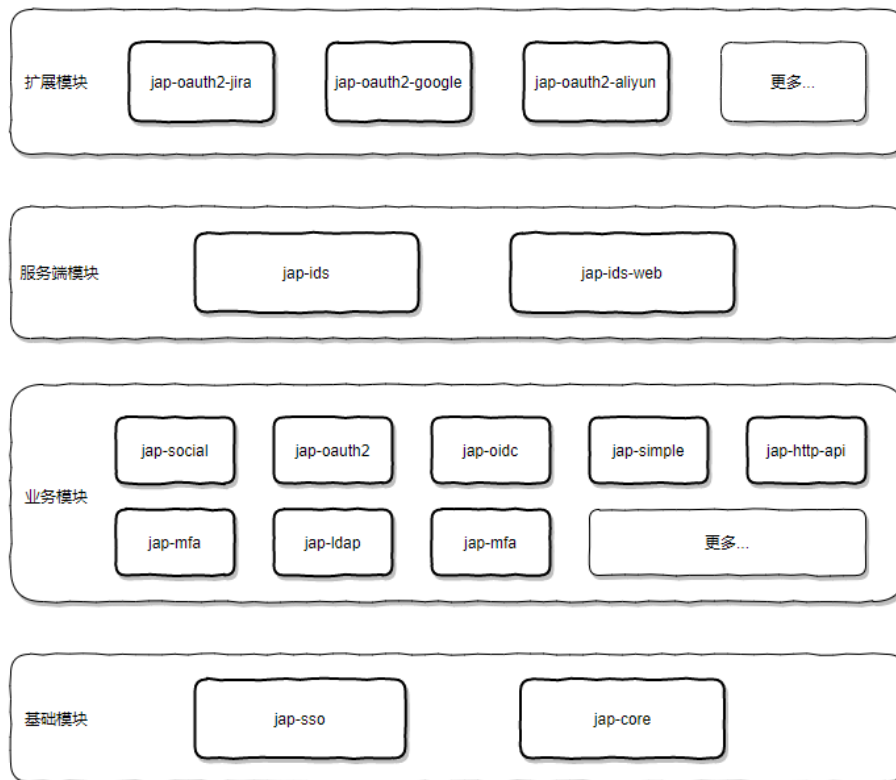 扩展模块
jap-oauth2-jira
jap-oauth2-google
jap-oauth2-aliyun
更多...
服务端模块
jap-ids
jap-ids-web
业务模块
jap-social
jap-oauth2
jap-oidc
jap-simple
jap-http-api
jap-mfa
jap-ldap
jap-mfa
更多...
基础模块
jap-sso
jap-core